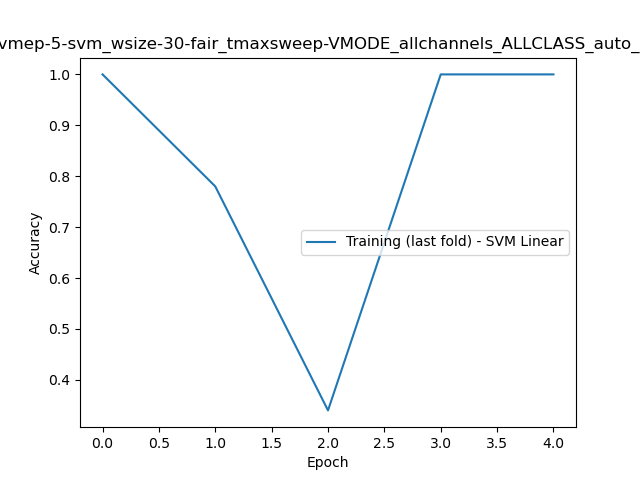 vmep-5-svm_wsize-30-fair_tmaxsweep-VMODE_allchannels_ALLCLASS_auto_
1.0
0.9
0.8
0.7
0.6
0.5
0.4
Accuracy
Training (last fold) - SVM Linear
0.0 0.5 1.0 1.5 2.0 2.5 3.0 3.5 4.0
Epoch